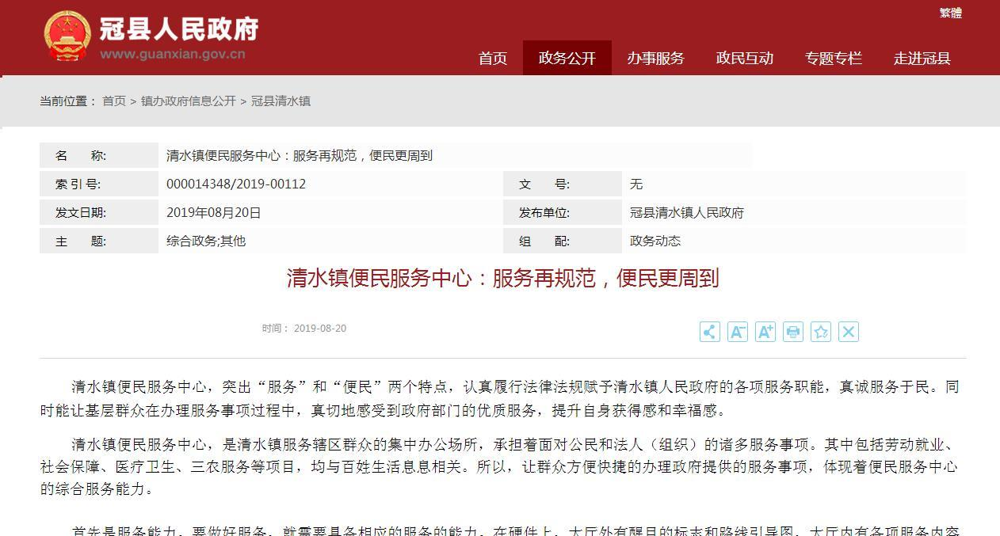 繁體
冠县人民政府
www.guanxian.gov.cn
首页 政务公开 办事服务 政民互动 专题专栏 走进冠县
当前位置： 首页 > 镇办政府信息公开 > 冠县清水镇
名 称: 清水镇便民服务中心：服务再规范，便民更周到
索 引 号: 000014348/2019-00112 文 号: 无
发文日期: 2019年08月20日 发布单位: 冠县清水镇人民政府
主 题: 综合政务;其他 组 配: 政务动态
清水镇便民服务中心：服务再规范，便民更周到
时间： 2019-08-20
A- A+
清水镇便民服务中心，突出“服务”和“便民”两个特点，认真履行法律法规赋予清水镇人民政府的各项服务职能，真诚服务于民。同
时能让基层群众在办理服务事项过程中，真切地感受到政府部门的优质服务，提升自身获得感和幸福感。
清水镇便民服务中心，是清水镇服务辖区群众的集中办公场所，承担着面对公民和法人（组织）的诸多服务事项。其中包括劳动就业、
社会保障、医疗卫生、三农服务等项目，均与百姓生活息息相关。所以，让群众方便快捷的办理政府提供的服务事项，体现着便民服务中心
的综合服务能力。
首先是服务能力。要做好服务，就需要具备相应的服务的能力。在硬件上，大厅外有醒目的标志和路线引导图，大厅内有各项服务内容